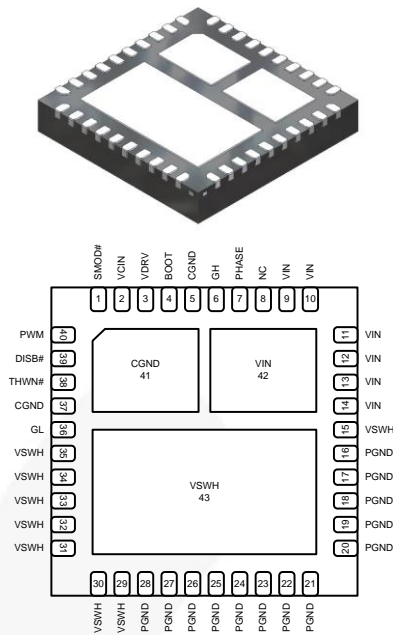 SMOD#
VCIN
VDRV
BOOT
CGND
GH
PHASE
NC
VIN
VIN
1 2 3 4 5 6 7 8 9 10
PWM 40
DISB# 39
THWN# 38
CGND 37
GL 36
VSWH 35
VSWH 34
VSWH 33
VSWH 32
VSWH 31
CGND
41
VIN
42
VSWH
43
11 VIN
12 VIN
13 VIN
14 VIN
15 VSWH
16 PGND
17 PGND
18 PGND
19 PGND
20 PGND
30 29 28 27 26 25 24 23 22 21
VSWH
VSWH
PGND
PGND
PGND
PGND
PGND
PGND
PGND
PGND